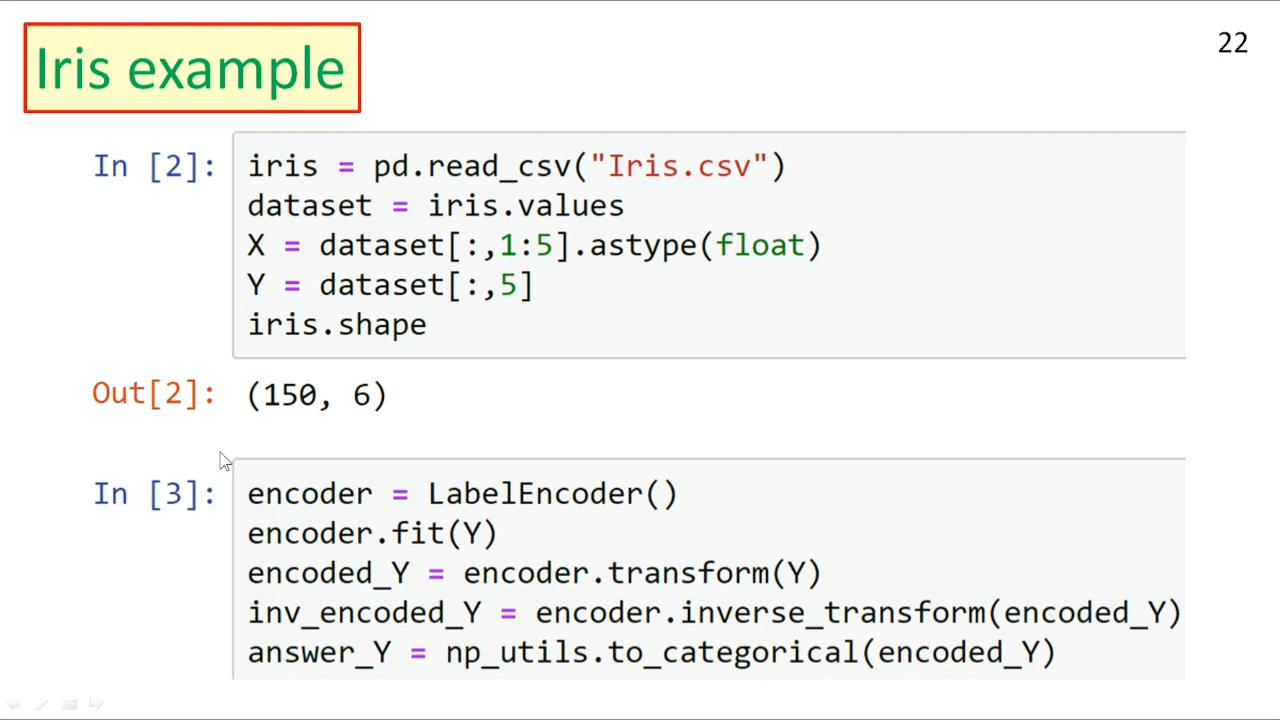 Iris example
22
In [2]:
iris = pd.read_csv("Iris.csv")
dataset = iris.values
X = dataset[:,1:5].astype(float)
Y = dataset[:,5]
iris.shape
Out[2]: (150, 6)
In [3]:
encoder = LabelEncoder()
encoder.fit(Y)
encoded_Y = encoder.transform(Y)
inv_encoded_Y = encoder.inverse_transform(encoded_Y)
answer_Y = np_utils.to_categorical(encoded_Y)